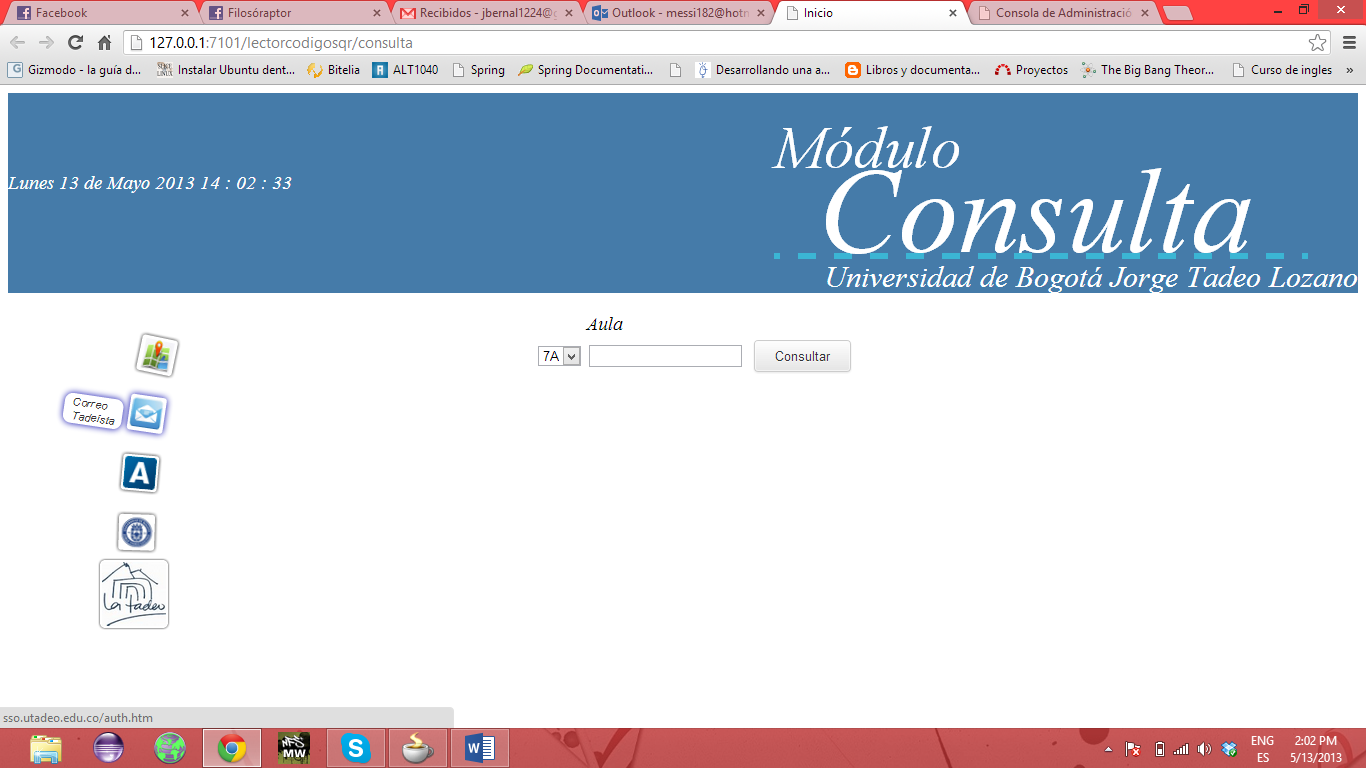 Facebook
Filosóraptor
Recibidos - jbernal1224@g
Outlook - messi182@hotm
Inicio
Consola de Administració
127.0.0.1:7101/lectorcodigosqr/consulta
Gizmodo - la guía d...
Instalar Ubuntu dent...
Bitelia
ALT1040
Spring
Spring Documentati...
Desarrollando una a...
Libros y documenta...
Proyectos
The Big Bang Theor...
Curso de ingles
»
Módulo
Consulta
Lunes 13 de Mayo 2013 14 : 02 : 33
Universidad de Bogotá Jorge Tadeo Lozano
Aula
7A
Consultar
Correo
Tadeísta
A
La tadeo
sso.utadeo.edu.co/auth.htm
NFS
MW
ENG
ES
2:02 PM
5/13/2013